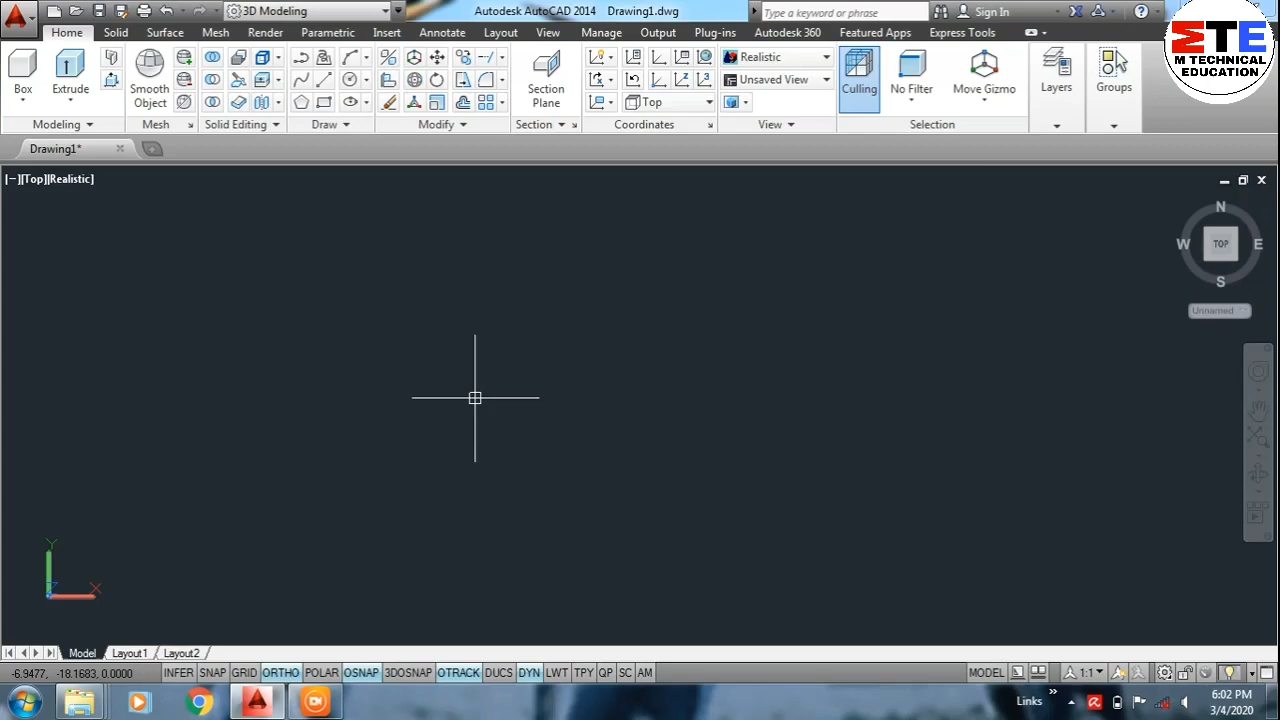 3D Modeling
Autodesk AutoCAD 2014 Drawing1.dwg
Type a keyword or phrase
Sign In
Home Solid Surface Mesh Render Parametric Insert Annotate Layout View Manage Output Plug-ins Autodesk 360 Featured Apps Express Tools
MTE
M TECHNICAL
EDUCATION
Box
Extrude
Smooth
Object
Section
Plane
Realistic
Unsaved View
Top
Culling
No Filter
Move Gizmo
Layers
Groups
Modeling
Mesh
Solid Editing
Draw
Modify
Section
Coordinates
View
Selection
Drawing1*
[−][Top][Realistic]
N
W
TOP
E
S
Unnamed
Y
X
Model Layout1 Layout2
-6.9477, -18.1683, 0.0000
INFER SNAP GRID ORTHO POLAR OSNAP 3DOSNAP OTRACK DUCS DYN LWT TPY QP SC AM
MODEL
1:1
Links
6:02 PM
3/4/2020